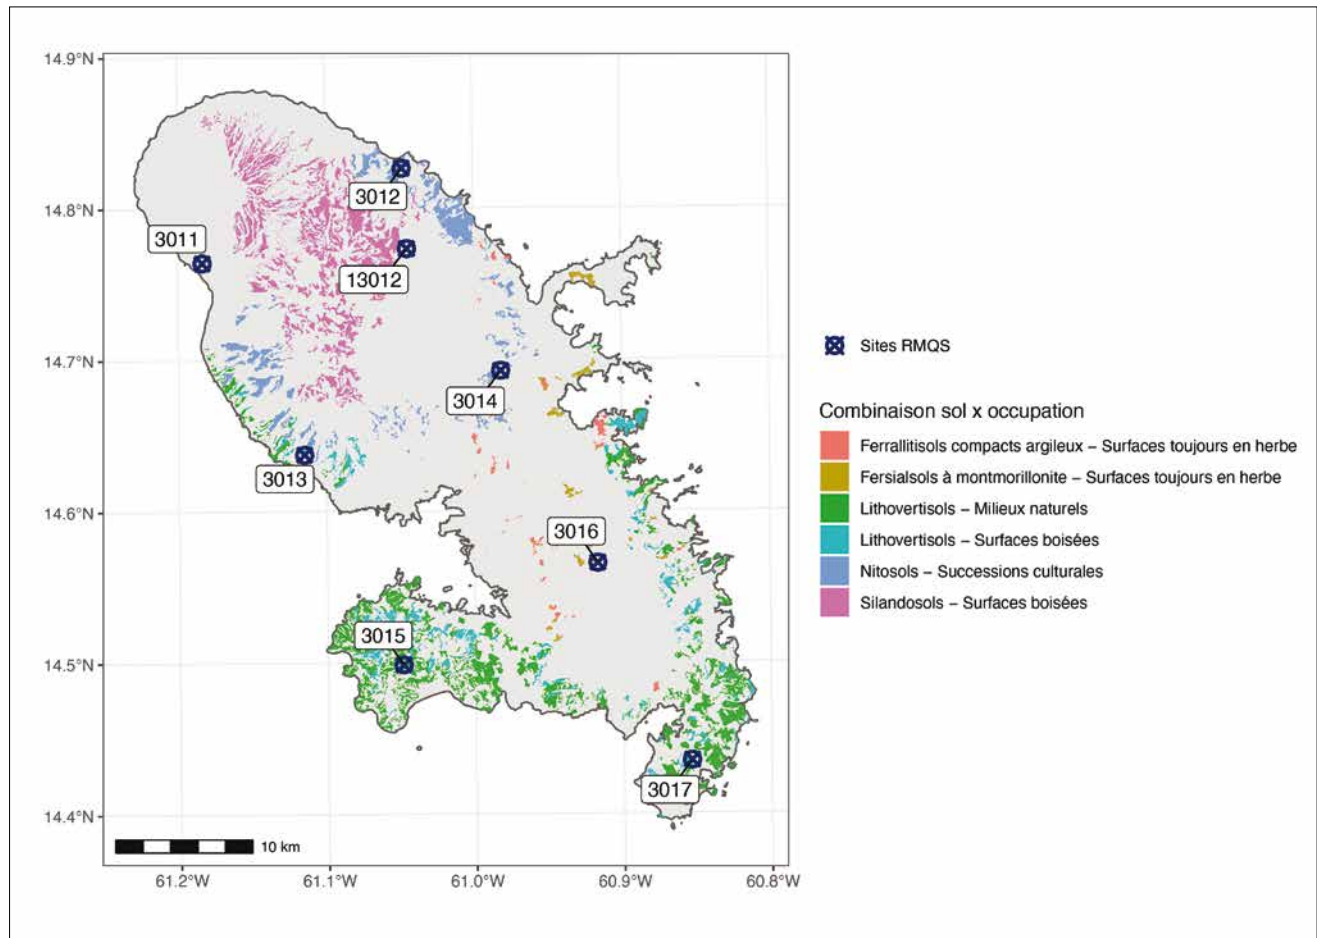 14.9°N
14.8°N
14.7°N
14.6°N
14.5°N
14.4°N
3012
3011
13012
3014
3013
3016
3015
3017
10 km
61.2°W 61.1°W 61.0°W 60.9°W 60.8°W
Sites RMQS
Combinaison sol x occupation
Ferrallitisols compacts argileux – Surfaces toujours en herbe
Fersialsols à montmorillonite – Surfaces toujours en herbe
Lithovertisols – Milieux naturels
Lithovertisols – Surfaces boisées
Nitosols – Successions culturales
Silandosols – Surfaces boisées